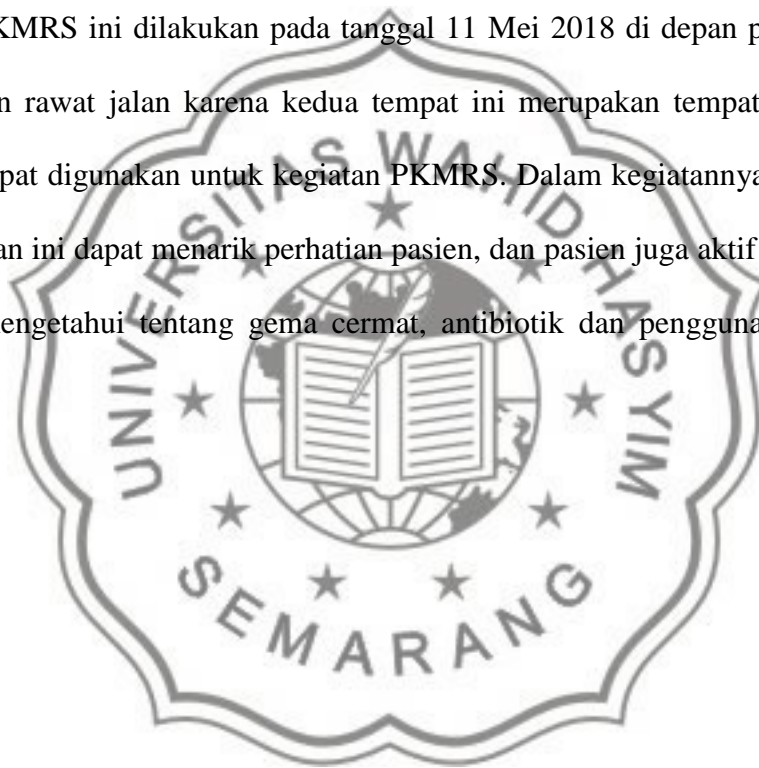 KMRS ini dilakukan pada tanggal 11 Mei 2018 di depan p
n rawat jalan karena kedua tempat ini merupakan tempat
pat digunakan untuk kegiatan PKMRS. Dalam kegiatannya
an ini dapat menarik perhatian pasien, dan pasien juga aktif
engetahui tentang gema cermat, antibiotik dan pengguna
UNIVERSITAS WAHID HASYIM
SEMARANG